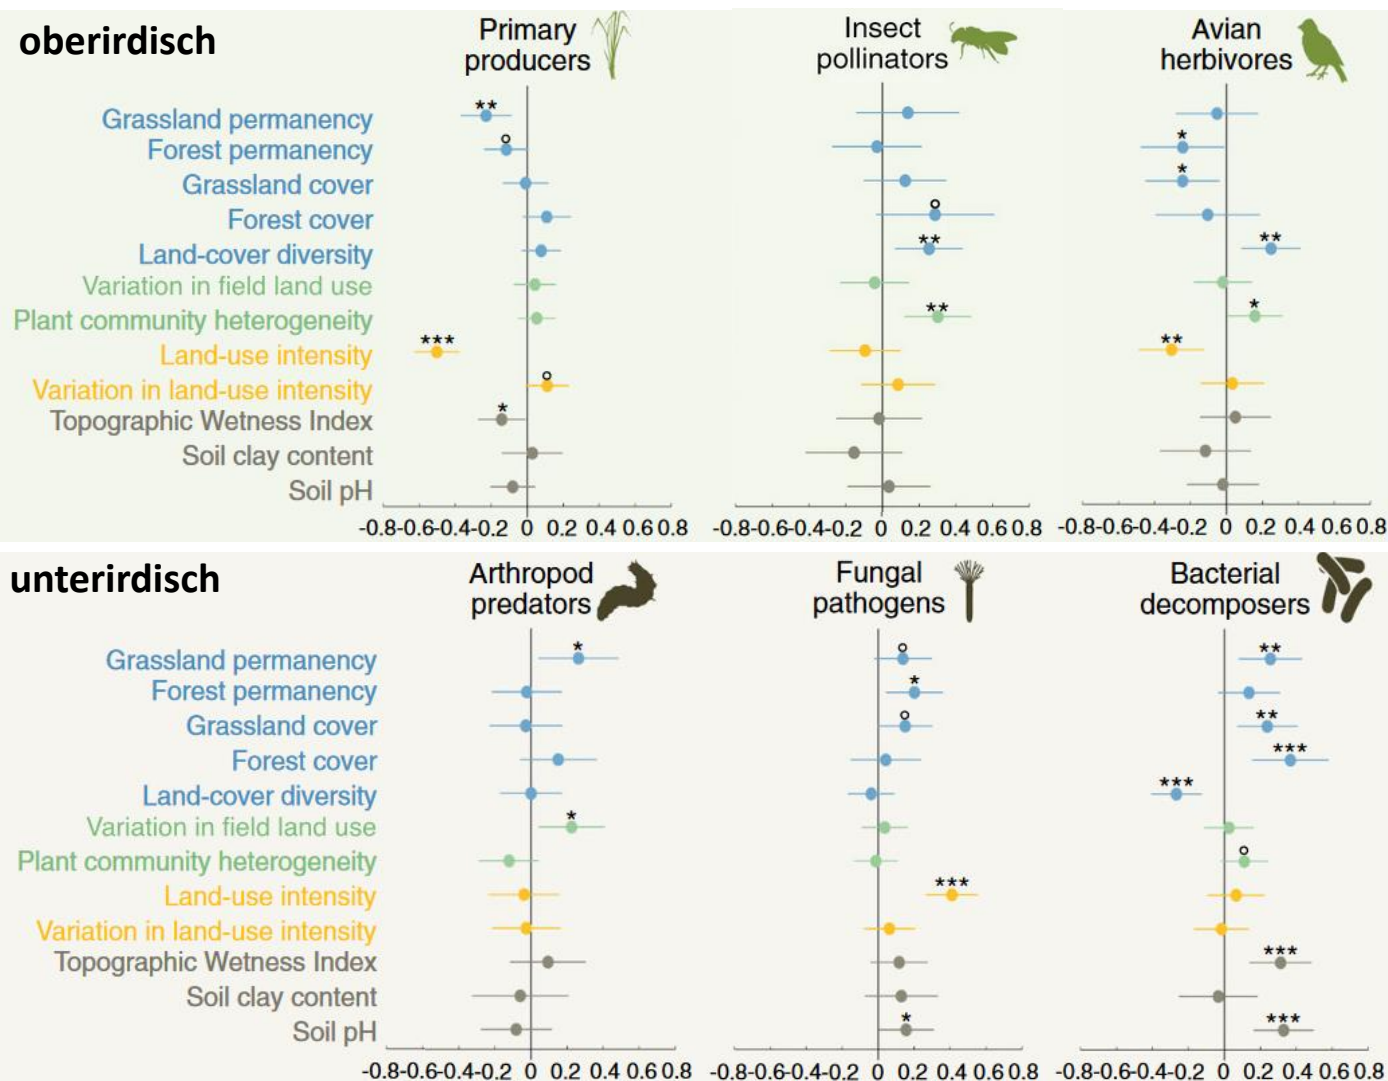 oberirdisch
Primary
producers
Insect
pollinators
Avian
herbivores
Grassland permanency
Forest permanency
Grassland cover
Forest cover
Land-cover diversity
Variation in field land use
Plant community heterogeneity
Land-use intensity
Variation in land-use intensity
Topographic Wetness Index
Soil clay content
Soil pH
**
°
***
°
*
°
**
**
*
*
**
*
**
-0.8-0.6-0.4-0.2 0 0.2 0.4 0.6 0.8
-0.8-0.6-0.4-0.2 0 0.2 0.4 0.6 0.8
-0.8-0.6-0.4-0.2 0 0.2 0.4 0.6 0.8
unterirdisch
Arthropod
predators
Fungal
pathogens
Bacterial
decomposers
Grassland permanency
Forest permanency
Grassland cover
Forest cover
Land-cover diversity
Variation in field land use
Plant community heterogeneity
Land-use intensity
Variation in land-use intensity
Topographic Wetness Index
Soil clay content
Soil pH
*
*
°
*
°
***
*
**
**
***
***
°
***
***
-0.8-0.6-0.4-0.2 0 0.2 0.4 0.6 0.8
-0.8-0.6-0.4-0.2 0 0.2 0.4 0.6 0.8
-0.8-0.6-0.4-0.2 0 0.2 0.4 0.6 0.8